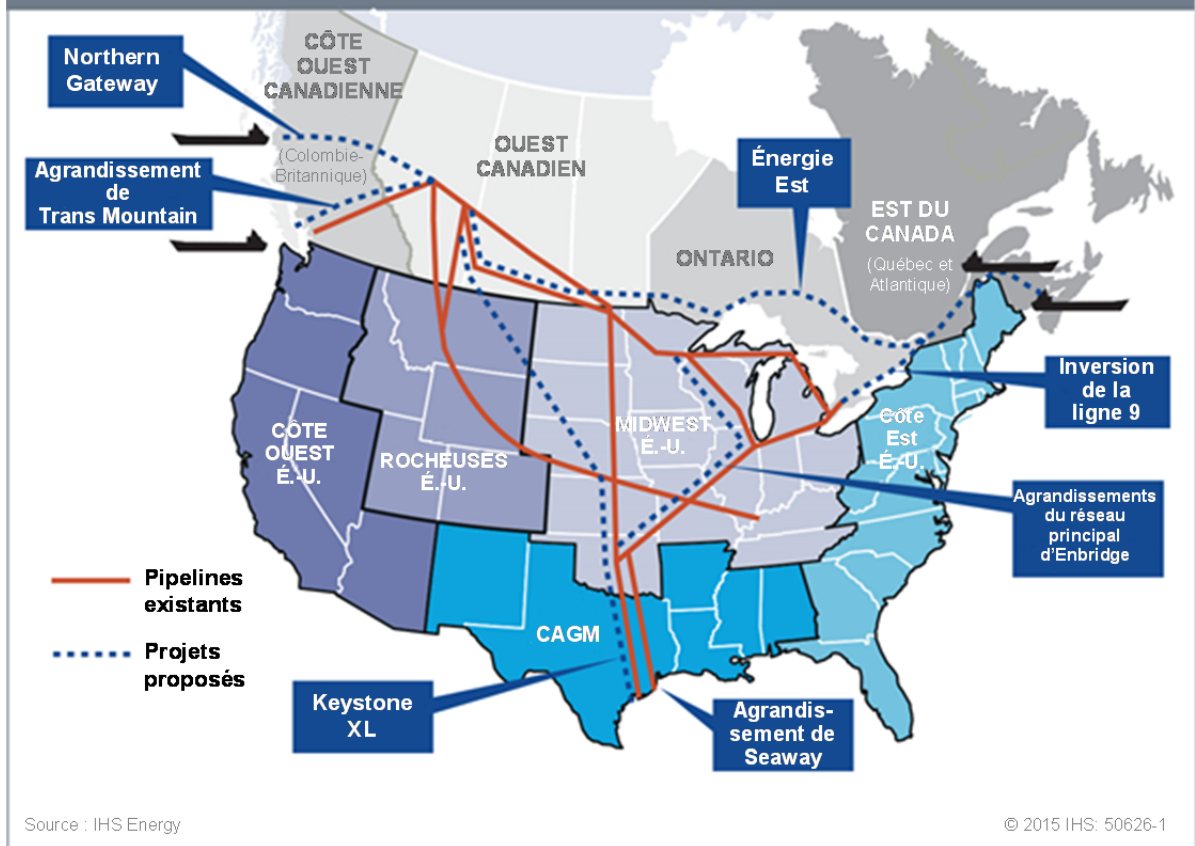 Northern
Gateway
CÔTE
OUEST
CANADIENNE
(Colombie-
Britannique)
Agrandissement
de
Trans Mountain
OUEST
CANADIEN
Énergie
Est
ONTARIO
EST DU
CANADA
(Québec et
Atlantique)
Inversion
de la
ligne 9
CÔTE
OUEST
É.-U.
ROCHEUSES
É.-U.
MIDWEST
É.-U.
Côte
Est
É.-U.
Agrandissements
du réseau
principal
d'Enbridge
Pipelines
existants
Projets
proposés
CAGM
Keystone
XL
Agrandis-
sement de
Seaway
Source : IHS Energy
© 2015 IHS: 50626-1